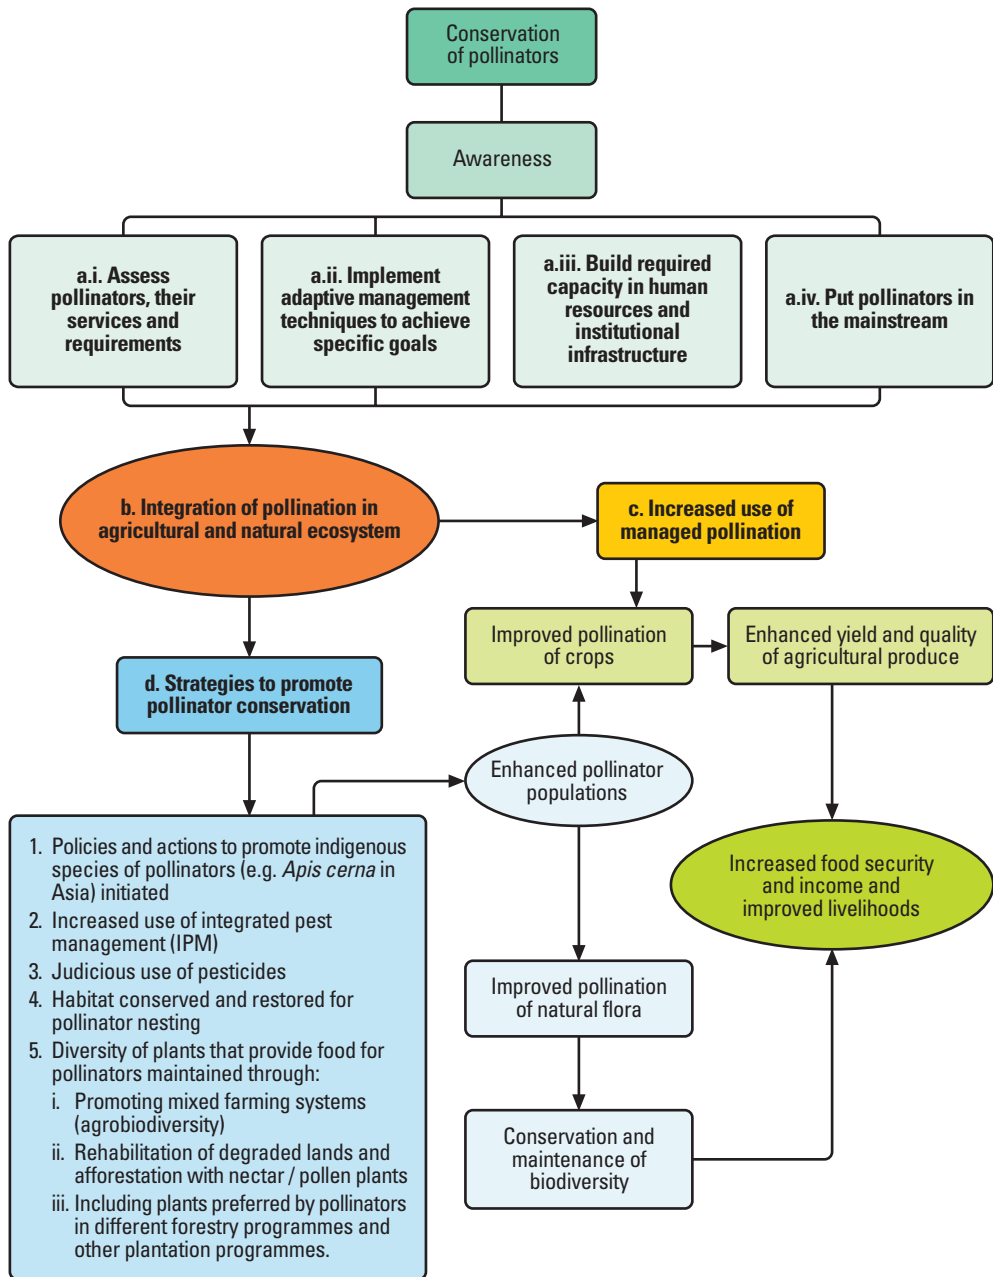 Conservation
of pollinators
Awareness
a.i. Assess
pollinators, their
services and
requirements
a.ii. Implement
adaptive management
techniques to achieve
specific goals
a.iii. Build required
capacity in human
resources and
institutional
infrastructure
a.iv. Put pollinators in
the mainstream
b. Integration of pollination in
agricultural and natural ecosystem
c. Increased use of
managed pollination
Improved pollination
of crops
Enhanced yield and quality
of agricultural produce
d. Strategies to promote
pollinator conservation
Enhanced pollinator
populations
Increased food security
and income and
improved livelihoods
1. Policies and actions to promote indigenous
species of pollinators (e.g. Apis cerna in
Asia) initiated
2. Increased use of integrated pest
management (IPM)
3. Judicious use of pesticides
4. Habitat conserved and restored for
pollinator nesting
5. Diversity of plants that provide food for
pollinators maintained through:
i. Promoting mixed farming systems
(agrobiodiversity)
ii. Rehabilitation of degraded lands and
afforestation with nectar / pollen plants
iii. Including plants preferred by pollinators
in different forestry programmes and
other plantation programmes.
Improved pollination
of natural flora
Conservation and
maintenance of
biodiversity